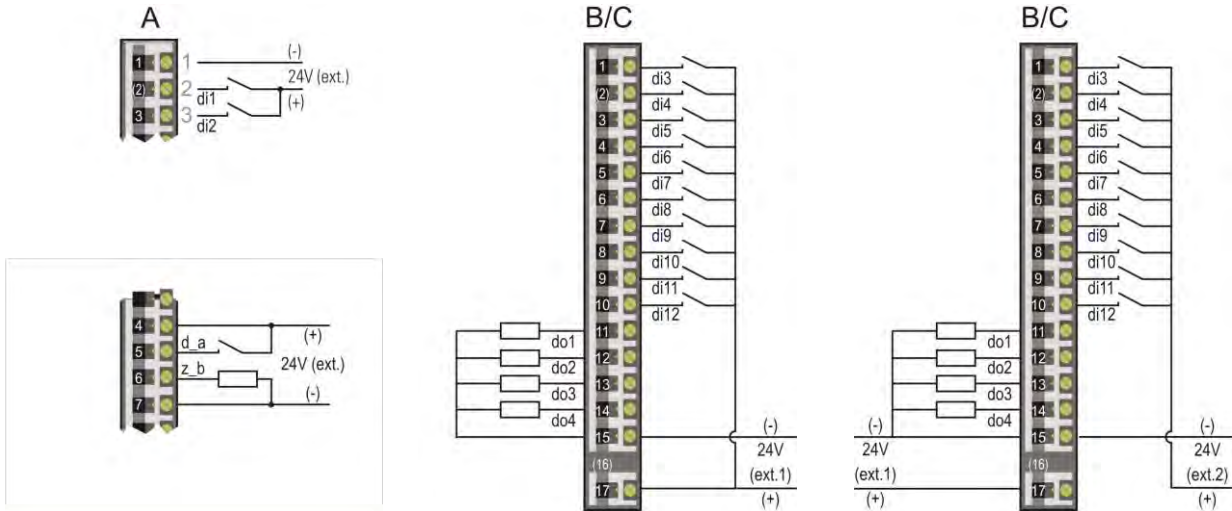 A
1 1 (-)
24V (ext.)
(2) 2 di1 (+)
3 3 di2
4 (+)
5 d_a 24V (ext.)
6 z_b
7 (-)
B/C
1 di3
(2) di4
3 di5
4 di6
5 di7
6 di8
7 di9
8 di10
9 di11
10 di12
11 do1
12 do2
13 do3
14 do4
15 (-)
24V
(16) (ext.1)
17 (+)
B/C
1 di3
(2) di4
3 di5
4 di6
5 di7
6 di8
7 di9
8 di10
9 di11
10 di12
11 do1
12 do2
13 do3
14 do4
(-) 15 (-)
24V 24V
(ext.1) (16) (ext.2)
(+) 17 (+)